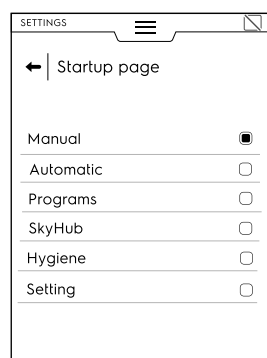 SETTINGS
Startup page
Manual
Automatic
Programs
SkyHub
Hygiene
Setting